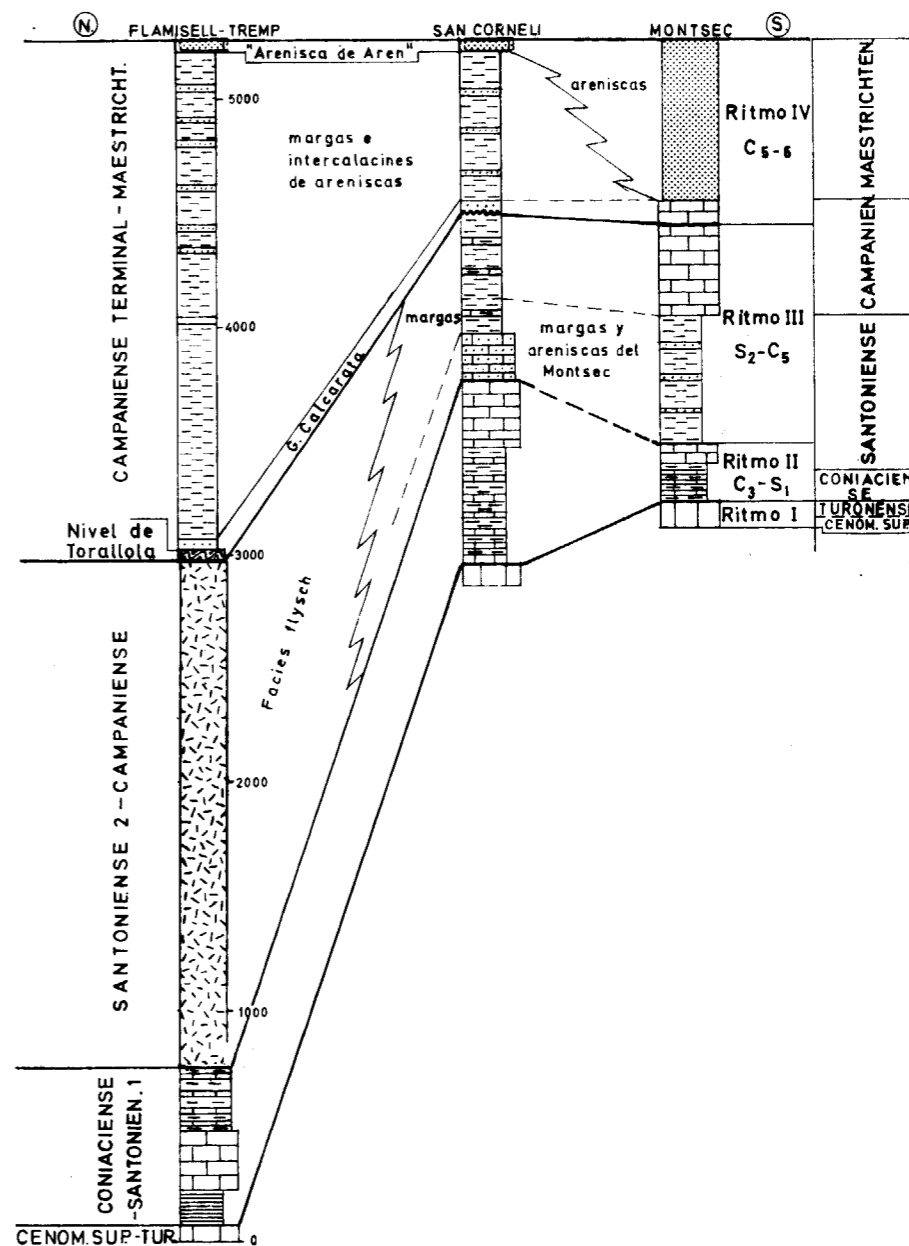 N.
FLAMISELL-TREMP
SAN CORNELI
MONTSEC
S.
"Arenisca de Aren"
5000
areniscas
margas e
intercalacines
de areniscas
Ritmo IV
C5-6
CAMPANIENSE TERMINAL-MAESTRICHT.
CAMPANIEN. MAESTRICHTEN.
4000
margas
margas y
areniscas del
Montsec
Ritmo III
S2-C5
G. Calcarata
SANTONIENSE
Ritmo II
C3-S1
CONIACIEN
SE
Ritmo I
TURONENSE
CENOM. SUP
Nivel de
Torallola
3000
Facies flysch
SANTONIENSE 2-CAMPANIENSE
2000
1000
CONIACIENSE
-SANTONIEN.1
CENOM.SUP-TUR
0